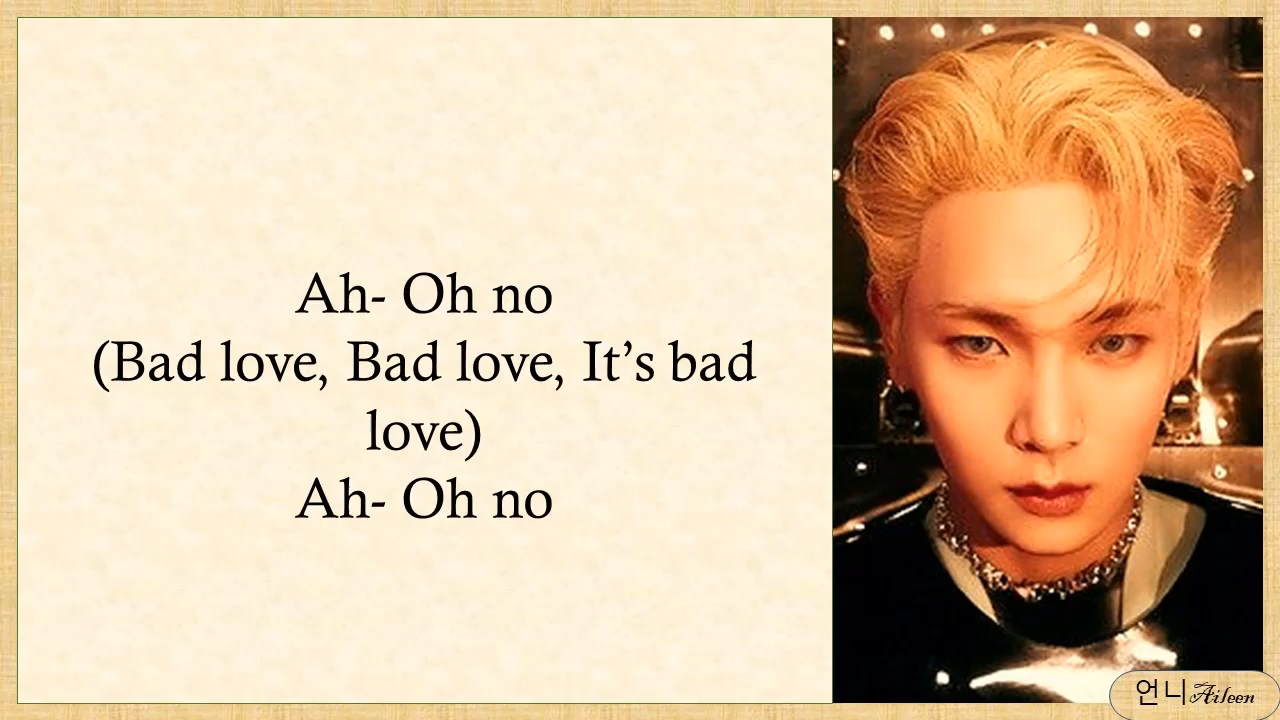 Ah- Oh no
(Bad love, Bad love, It’s bad
love)
Ah- Oh no
언니Aileen